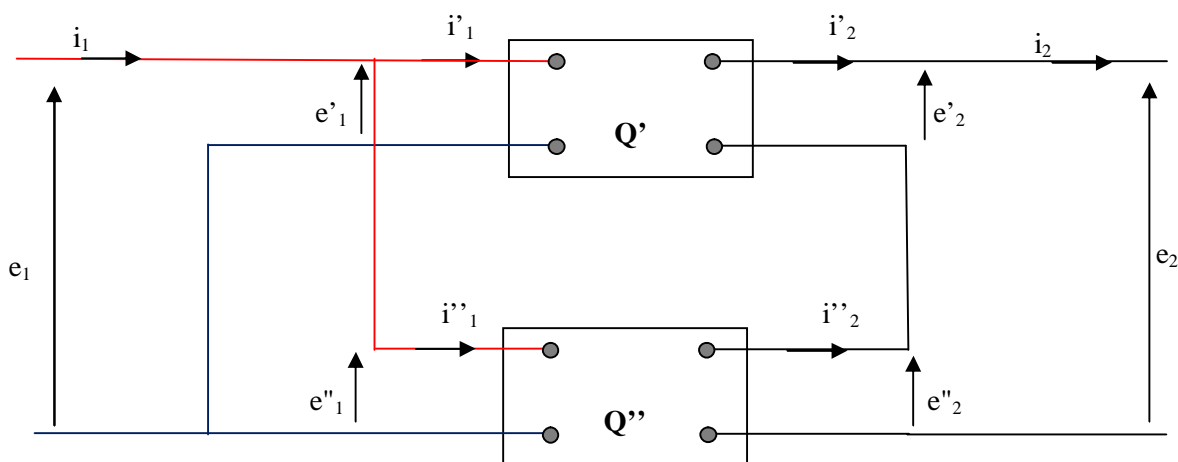 i₁ i'₁ i'₂ i₂
e'₁ Q' e'₂
e₁ e₂
i’’₁ i’’₂
e"₁ Q’’ e"₂